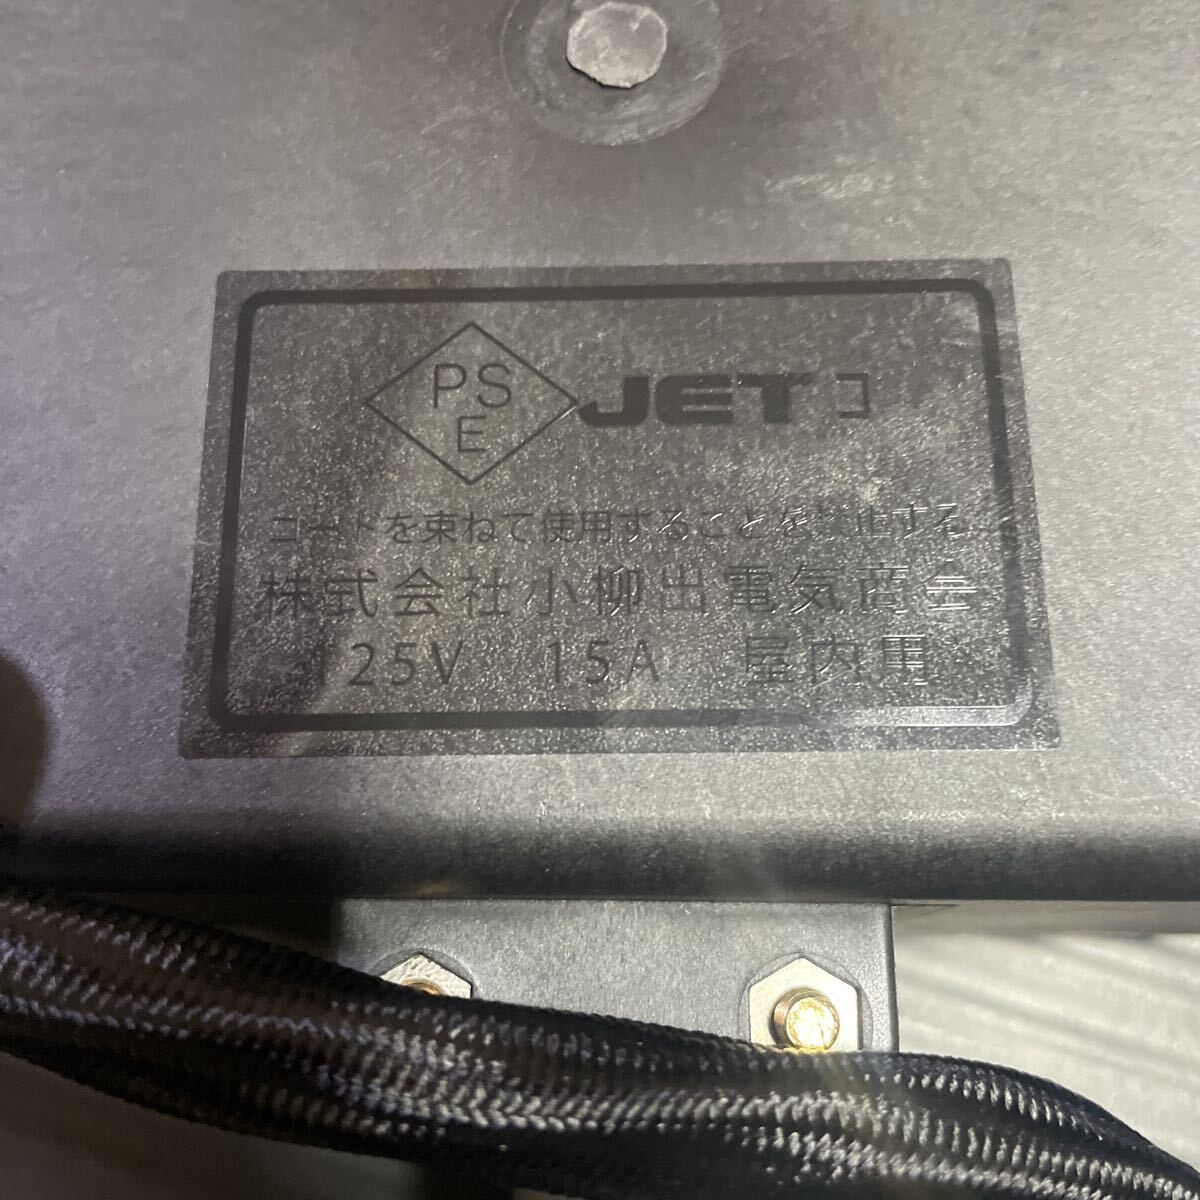 PS
E
JET コ
コードを束ねて使用することを禁止する
株式会社小柳出電気商会
125V 15A 屋内用